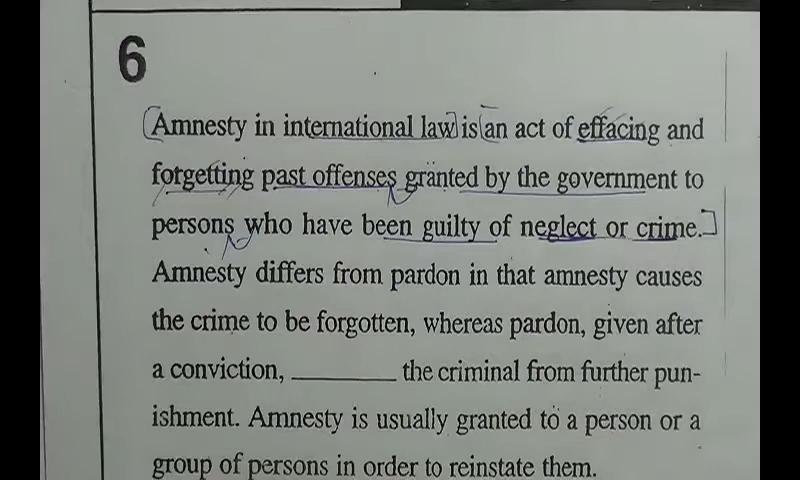 6
Amnesty in international law is an act of effacing and
forgetting past offenses granted by the government to
persons who have been guilty of neglect or crime.
Amnesty differs from pardon in that amnesty causes
the crime to be forgotten, whereas pardon, given after
a conviction, ________ the criminal from further pun-
ishment. Amnesty is usually granted to a person or a
group of persons in order to reinstate them.